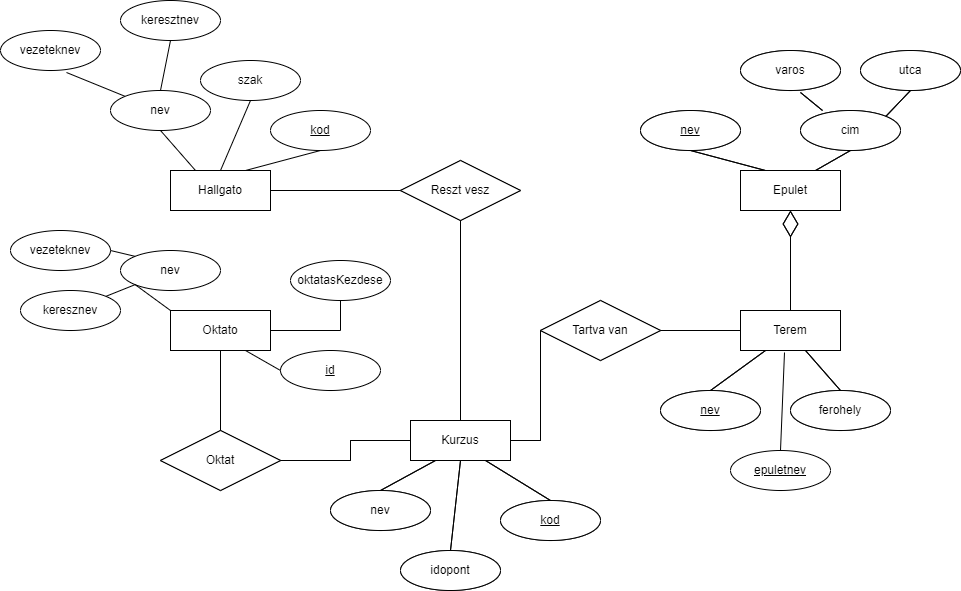 keresztnev
vezeteknev
nev
szak
kod
Hallgato
Reszt vesz
varos
utca
nev
cim
Epulet
vezeteknev
nev
keresznev
oktatasKezdese
Oktato
id
Tartva van
Terem
nev
ferohely
epuletnev
Oktat
Kurzus
nev
kod
idopont